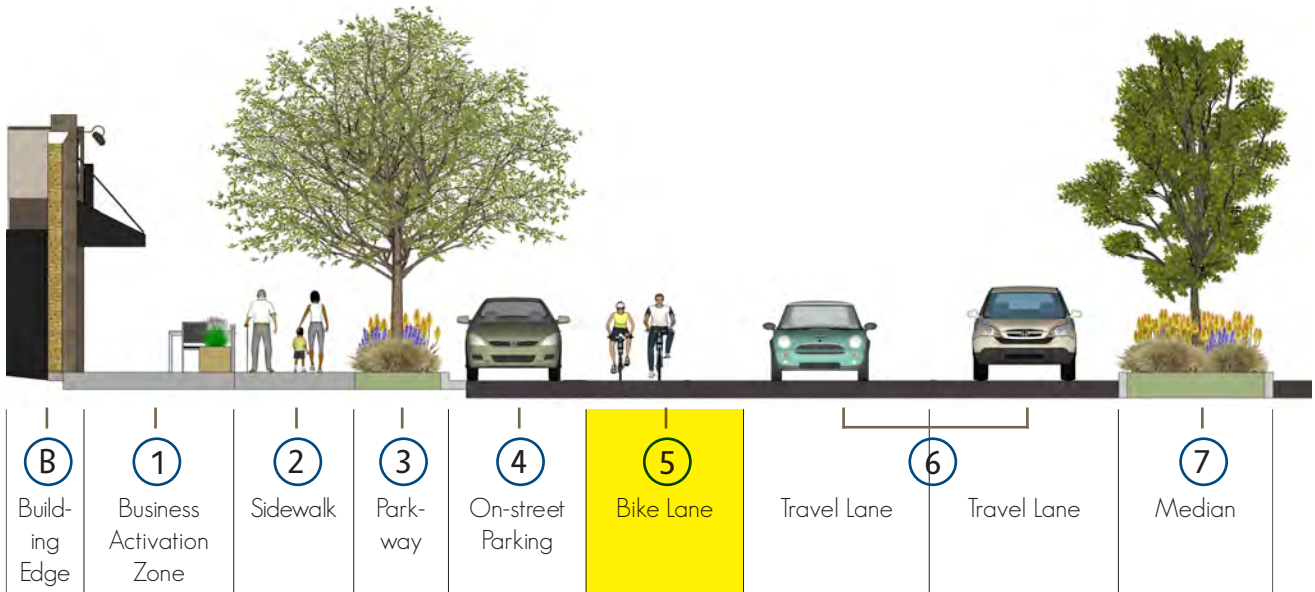 B
Build-
ing
Edge
1
Business
Activation
Zone
2
Sidewalk
3
Park-
way
4
On-street
Parking
5
Bike Lane
6
Travel Lane
Travel Lane
7
Median